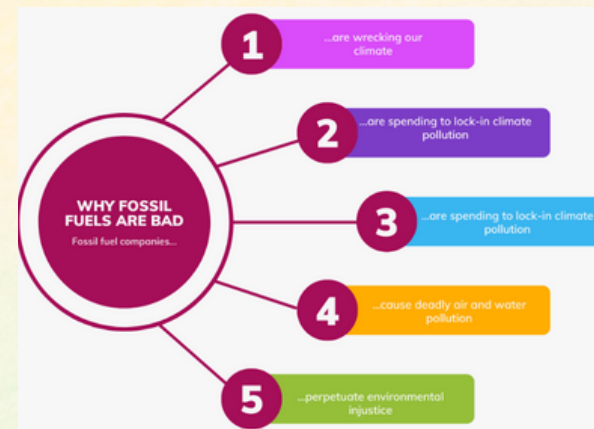 WHY FOSSIL
FUELS ARE BAD
Fossil fuel companies...
1
...are wrecking our
climate
2
...are spending to lock-in climate
pollution
3
...are spending to lock-in climate
pollution
4
...cause deadly air and water
pollution
5
...perpetuate environmental
injustice